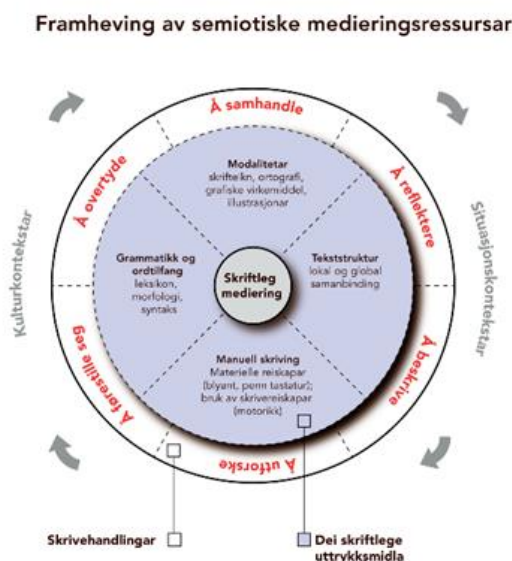 Framheving av semiotiske medieringsressursar
Å samhandle
Å reflektere
Å beskrive
Å utforske
Å førestille seg
Å overtyde
Kulturkontekstar
Situasjonskontekstar
Modalitetar
skriftteikn, ortografi,
grafiske virkemiddel,
illustrasjonar
Grammatikk og
ordtilfang
leksikon,
morfologi,
syntaks
Skriftleg
mediering
Tekststruktur
lokal og global
samanbinding
Manuell skriving
Materielle reiskapar
(blyant, penn tastatur);
bruk av skrivereiskapar
(motorikk)
Skrivehandlingar
Dei skriftlege
uttrykksmidla